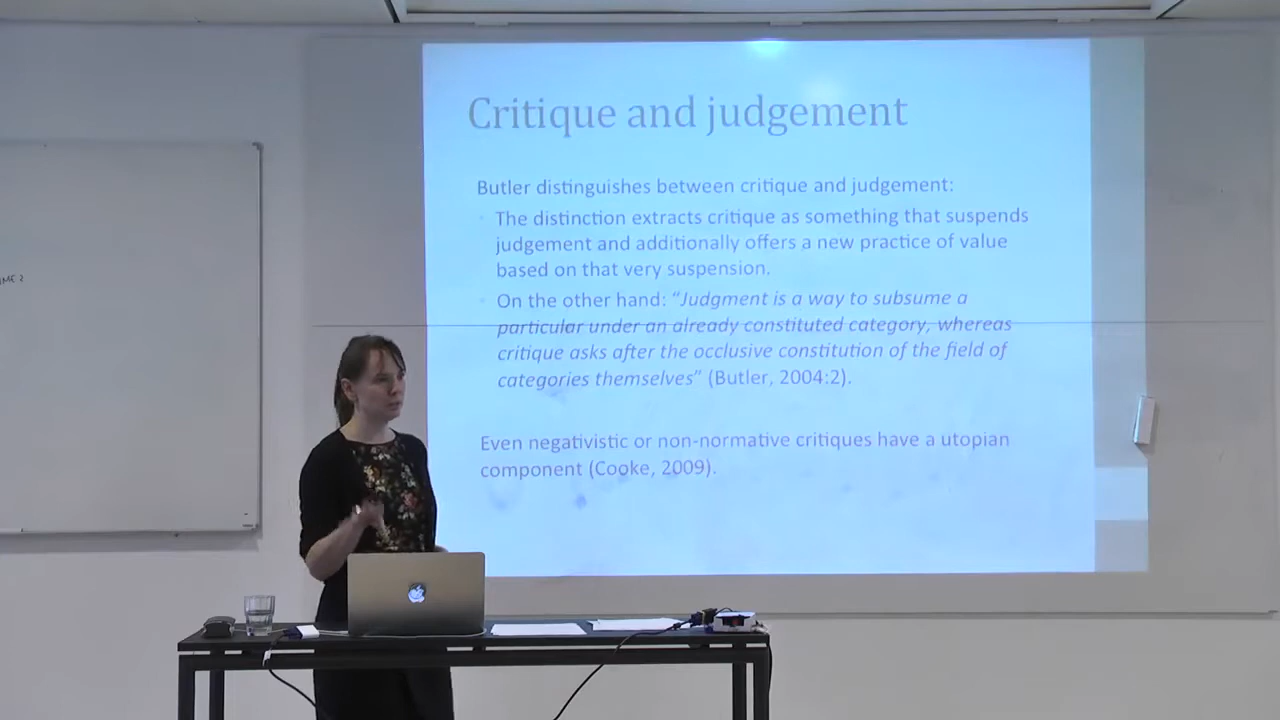 Critique and judgement
Butler distinguishes between critique and judgement:
The distinction extracts critique as something that suspends
judgement and additionally offers a new practice of value
based on that very suspension.
On the other hand: “Judgment is a way to subsume a
particular under an already constituted category, whereas
critique asks after the occlusive constitution of the field of
categories themselves” (Butler, 2004:2).
Even negativistic or non-normative critiques have a utopian
component (Cooke, 2009).